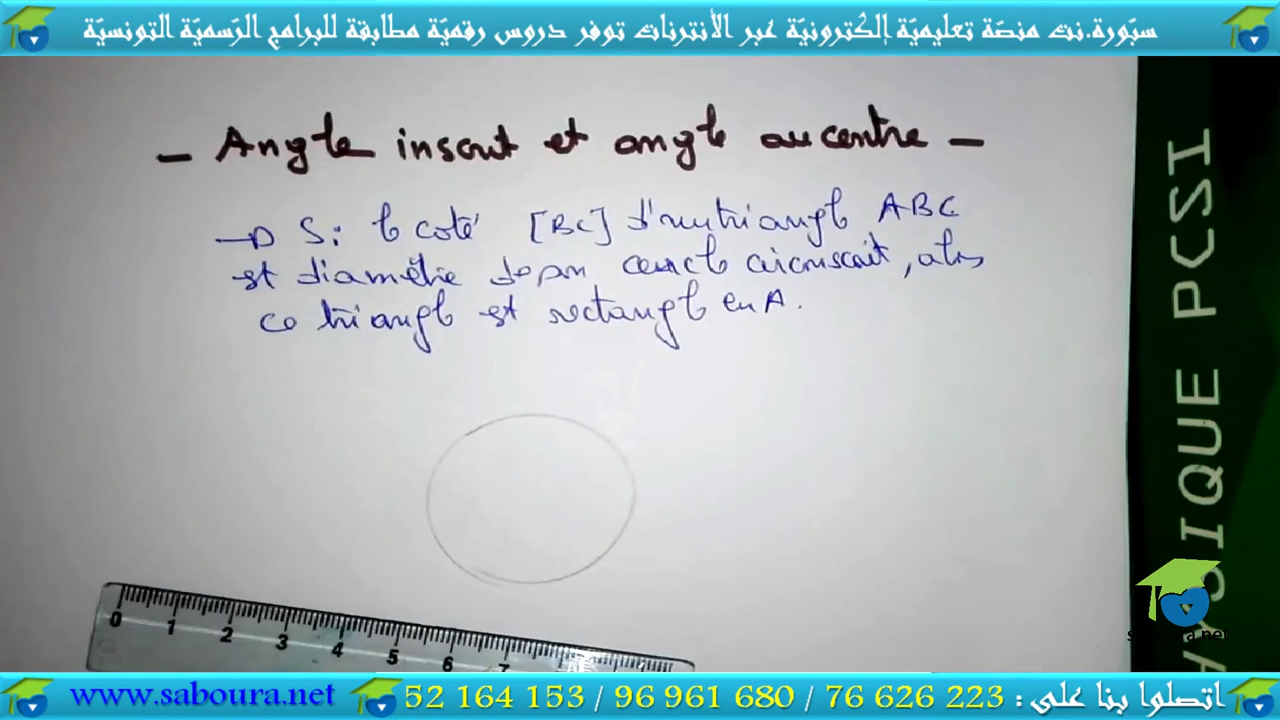 سبّورة.نت منصّة تعليميّة إلكترونيّة عبر الأنترنات توفر دروس رقميّة مطابقة للبرامج الرّسميّة التونسيّة
- Angle inscrit et angle au centre -
→ Si le coté [BC] d'un triangle ABC
est diamètre de son cercle circonscrit, alors
ce triangle est rectangle en A.
PHYSIQUE PCSI
0 1 2 3 4 5 6 7
saboura.net
www.saboura.net
اتصلوا بنا على : 52 164 153 / 96 961 680 / 76 626 223